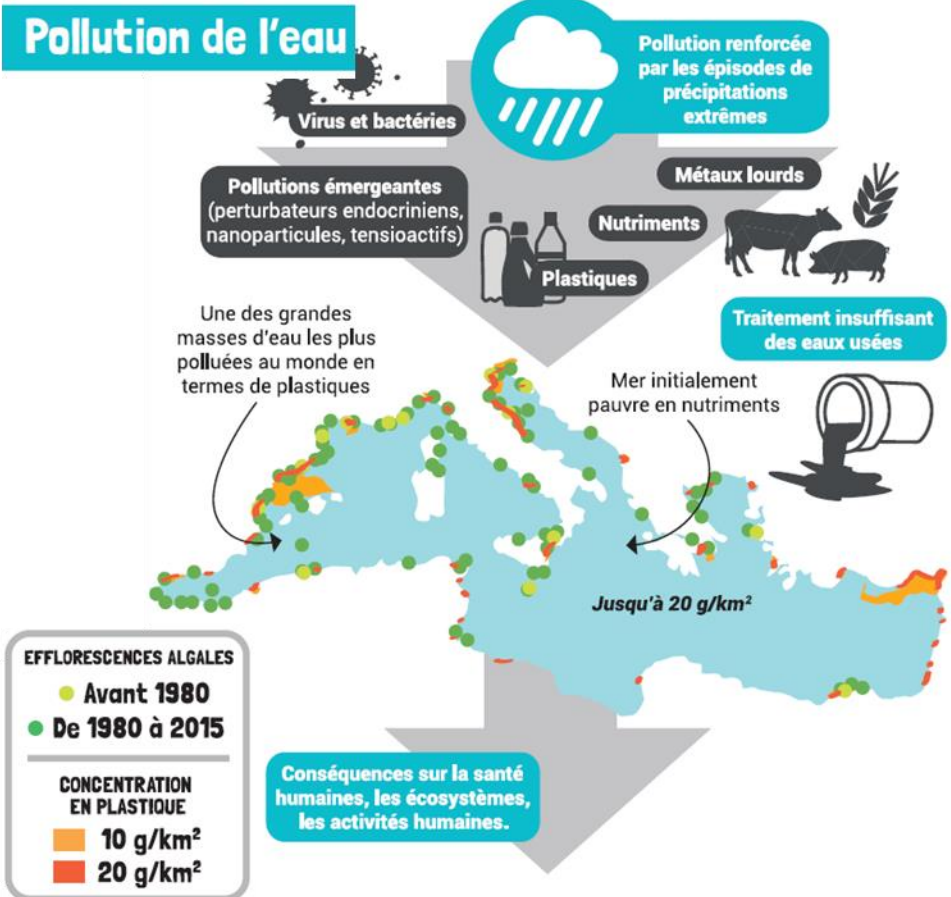 Pollution de l'eau
Pollution renforcée
par les épisodes de
précipitations
extrêmes
Virus et bactéries
Pollutions émergeantes
(perturbateurs endocriniens,
nanoparticules, tensioactifs)
Métaux lourds
Nutriments
Plastiques
Traitement insuffisant
des eaux usées
Une des grandes
masses d'eau les plus
polluées au monde en
termes de plastiques
Mer initialement
pauvre en nutriments
Jusqu'à 20 g/km²
EFFLORESCENCES ALGALES
Avant 1980
De 1980 à 2015
CONCENTRATION
EN PLASTIQUE
10 g/km²
20 g/km²
Conséquences sur la santé
humaines, les écosystèmes,
les activités humaines.